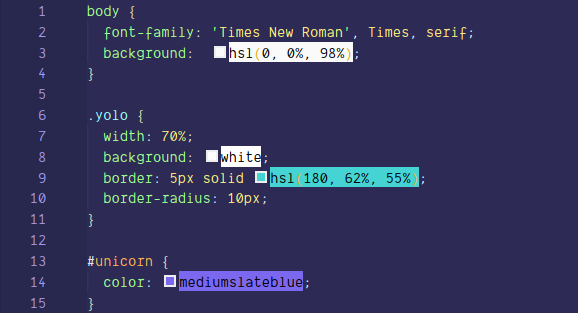 1 body {
2 font-family: 'Times New Roman', Times, serif;
3 background: hsl(0, 0%, 98%);
4 }
5
6 .yolo {
7 width: 70%;
8 background: white;
9 border: 5px solid hsl(180, 62%, 55%);
10 border-radius: 10px;
11 }
12
13 #unicorn {
14 color: mediumslateblue;
15 }